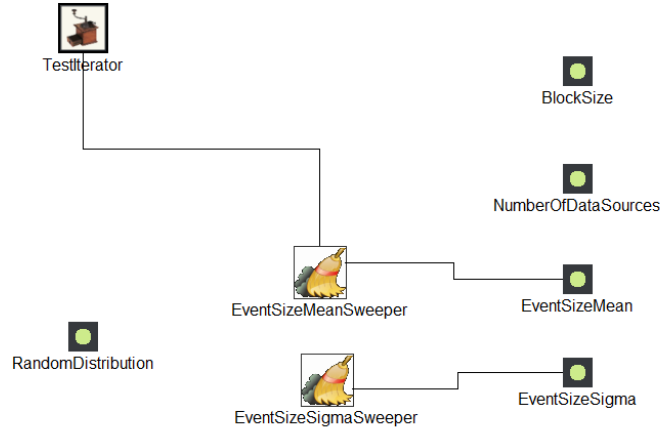 TestIterator
BlockSize
NumberOfDataSources
EventSizeMeanSweeper
EventSizeMean
RandomDistribution
EventSizeSigmaSweeper
EventSizeSigma